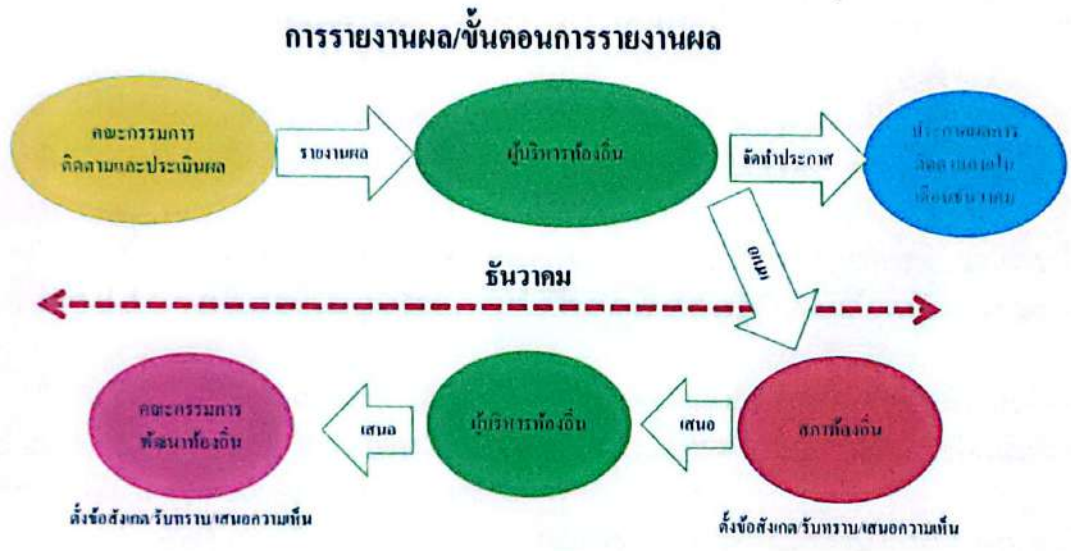 การรายงานผล/ขั้นตอนการรายงานผล
คณะกรรมการ
ติดตามและประเมินผล
รายงานผล
ผู้บริหารท้องถิ่น
จัดทำประกาศ
ประกาศผลการ
ติดตามภายใน
เดือนธันวาคม
เสนอ
ธันวาคม
คณะกรรมการ
พัฒนาท้องถิ่น
เสนอ
ผู้บริหารท้องถิ่น
เสนอ
สภาท้องถิ่น
ตั้งข้อสังเกต/รับทราบ/เสนอความเห็น
ตั้งข้อสังเกต/รับทราบ/เสนอความเห็น